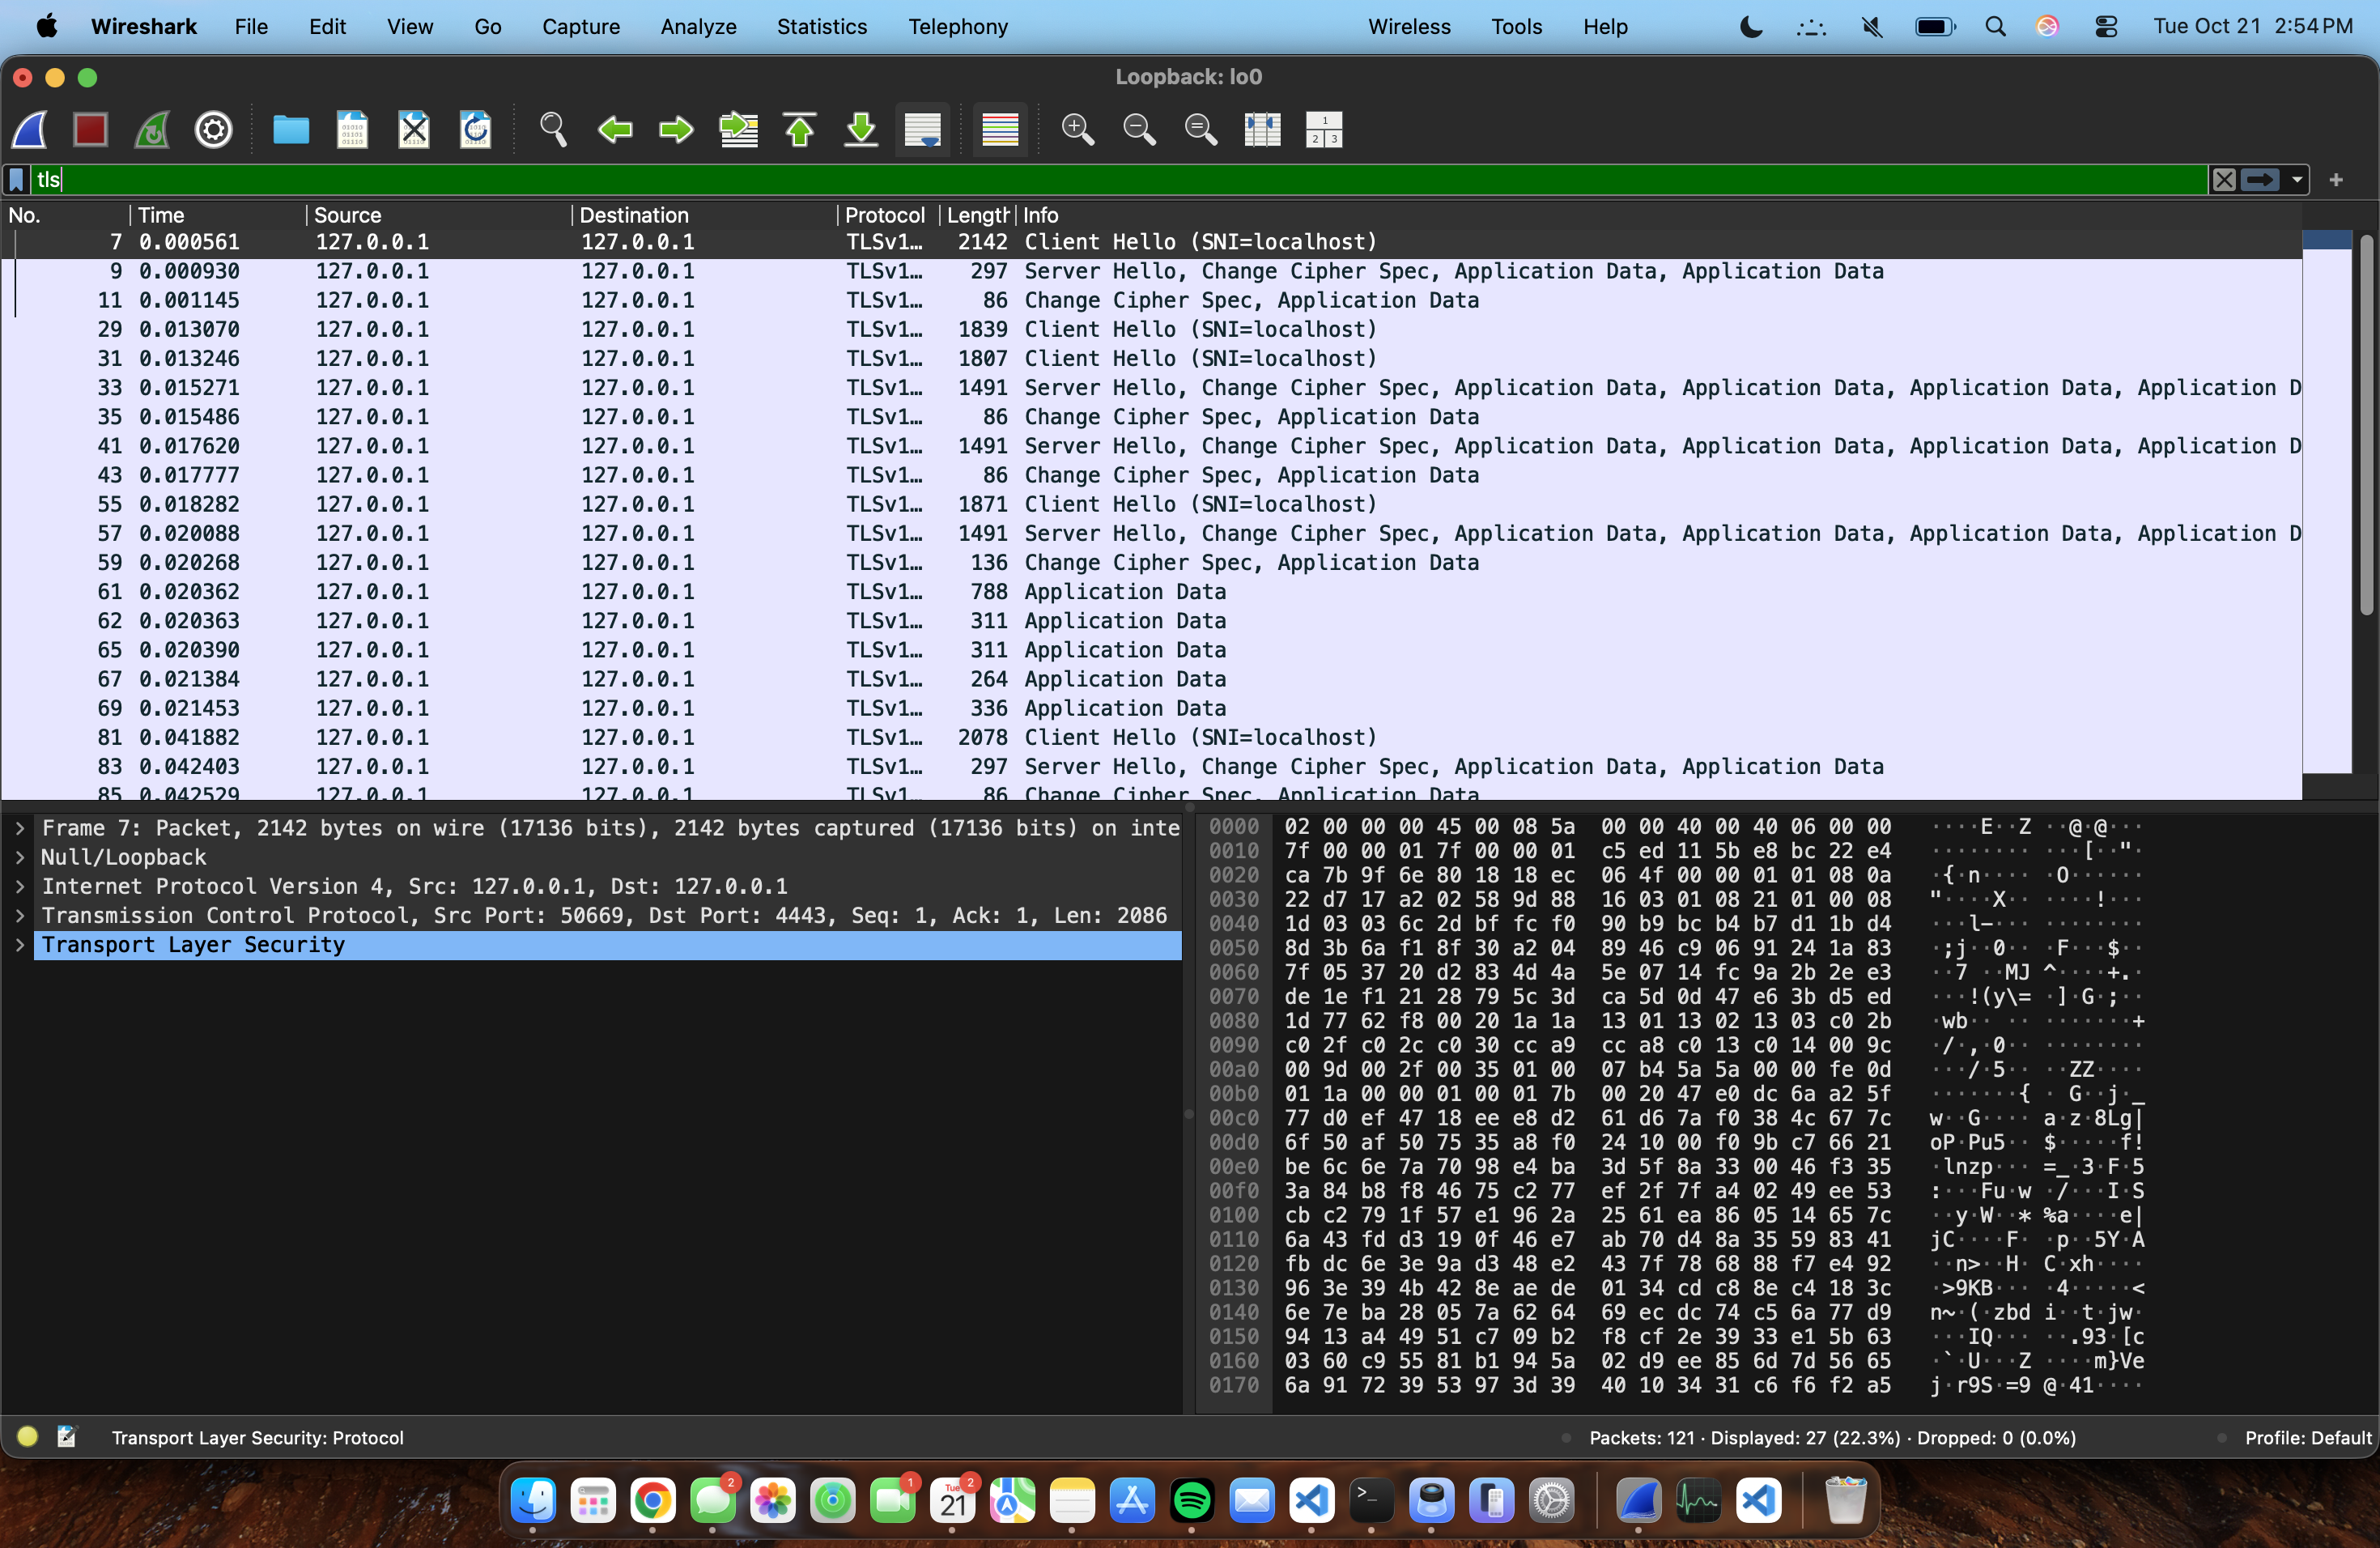 Wireshark File Edit View Go Capture Analyze Statistics Telephony Wireless Tools Help Tue Oct 21 2:54 PM
Loopback: lo0
tls
No. Time Source Destination Protocol Length Info
7 0.000561 127.0.0.1 127.0.0.1 TLSv1… 2142 Client Hello (SNI=localhost)
9 0.000930 127.0.0.1 127.0.0.1 TLSv1… 297 Server Hello, Change Cipher Spec, Application Data, Application Data
11 0.001145 127.0.0.1 127.0.0.1 TLSv1… 86 Change Cipher Spec, Application Data
29 0.013070 127.0.0.1 127.0.0.1 TLSv1… 1839 Client Hello (SNI=localhost)
31 0.013246 127.0.0.1 127.0.0.1 TLSv1… 1807 Client Hello (SNI=localhost)
33 0.015271 127.0.0.1 127.0.0.1 TLSv1… 1491 Server Hello, Change Cipher Spec, Application Data, Application Data, Application Data, Application D
35 0.015486 127.0.0.1 127.0.0.1 TLSv1… 86 Change Cipher Spec, Application Data
41 0.017620 127.0.0.1 127.0.0.1 TLSv1… 1491 Server Hello, Change Cipher Spec, Application Data, Application Data, Application Data, Application D
43 0.017777 127.0.0.1 127.0.0.1 TLSv1… 86 Change Cipher Spec, Application Data
55 0.018282 127.0.0.1 127.0.0.1 TLSv1… 1871 Client Hello (SNI=localhost)
57 0.020088 127.0.0.1 127.0.0.1 TLSv1… 1491 Server Hello, Change Cipher Spec, Application Data, Application Data, Application Data, Application D
59 0.020268 127.0.0.1 127.0.0.1 TLSv1… 136 Change Cipher Spec, Application Data
61 0.020362 127.0.0.1 127.0.0.1 TLSv1… 788 Application Data
62 0.020363 127.0.0.1 127.0.0.1 TLSv1… 311 Application Data
65 0.020390 127.0.0.1 127.0.0.1 TLSv1… 311 Application Data
67 0.021384 127.0.0.1 127.0.0.1 TLSv1… 264 Application Data
69 0.021453 127.0.0.1 127.0.0.1 TLSv1… 336 Application Data
81 0.041882 127.0.0.1 127.0.0.1 TLSv1… 2078 Client Hello (SNI=localhost)
83 0.042403 127.0.0.1 127.0.0.1 TLSv1… 297 Server Hello, Change Cipher Spec, Application Data, Application Data
85 0.042529 127.0.0.1 127.0.0.1 TLSv1… 86 Change Cipher Spec, Application Data
Frame 7: Packet, 2142 bytes on wire (17136 bits), 2142 bytes captured (17136 bits) on inte
Null/Loopback
Internet Protocol Version 4, Src: 127.0.0.1, Dst: 127.0.0.1
Transmission Control Protocol, Src Port: 50669, Dst Port: 4443, Seq: 1, Ack: 1, Len: 2086
Transport Layer Security
0000 02 00 00 00 45 00 08 5a 00 00 40 00 40 06 00 00 ····E··Z ··@·@···
0010 7f 00 00 01 7f 00 00 01 c5 ed 11 5b e8 bc 22 e4 ········ ···[··"·
0020 ca 7b 9f 6e 80 18 18 ec 06 4f 00 00 01 01 08 0a ·{·n···· ·O······
0030 22 d7 17 a2 02 58 9d 88 16 03 01 08 21 01 00 08 "····X·· ····!···
0040 1d 03 03 6c 2d bf fc f0 90 b9 bc b4 b7 d1 1b d4 ···l-··· ········
0050 8d 3b 6a f1 8f 30 a2 04 89 46 c9 06 91 24 1a 83 ·;j··0·· ·F···$··
0060 7f 05 37 20 d2 83 4d 4a 5e 07 14 fc 9a 2b 2e e3 ··7 ··MJ ^····+.·
0070 de 1e f1 21 28 79 5c 3d ca 5d 0d 47 e6 3b d5 ed ···!(y\= ·]·G·;··
0080 1d 77 62 f8 00 20 1a 1a 13 01 13 02 13 03 c0 2b ·wb·· ·· ·······+
0090 c0 2f c0 2c c0 30 cc a9 cc a8 c0 13 c0 14 00 9c ·/·,·0·· ········
00a0 00 9d 00 2f 00 35 01 00 07 b4 5a 5a 00 00 fe 0d ···/·5·· ··ZZ····
00b0 01 1a 00 00 01 00 01 7b 00 20 47 e0 dc 6a a2 5f ·······{ · G··j·_
00c0 77 d0 ef 47 18 ee e8 d2 61 d6 7a f0 38 4c 67 7c w··G···· a·z·8Lg|
00d0 6f 50 af 50 75 35 a8 f0 24 10 00 f0 9b c7 66 21 oP·Pu5·· $·····f!
00e0 be 6c 6e 7a 70 98 e4 ba 3d 5f 8a 33 00 46 f3 35 ·lnzp··· =_·3·F·5
00f0 3a 84 b8 f8 46 75 c2 77 ef 2f 7f a4 02 49 ee 53 :···Fu·w ·/···I·S
0100 cb c2 79 1f 57 e1 96 2a 25 61 ea 86 05 14 65 7c ··y·W··* %a····e|
0110 6a 43 fd d3 19 0f 46 e7 ab 70 d4 8a 35 59 83 41 jC····F· ·p··5Y·A
0120 fb dc 6e 3e 9a d3 48 e2 43 7f 78 68 88 f7 e4 92 ··n>··H· C·xh····
0130 96 3e 39 4b 42 8e ae de 01 34 cd c8 8e c4 18 3c ·>9KB··· ·4·····<
0140 6e 7e ba 28 05 7a 62 64 69 ec dc 74 c5 6a 77 d9 n~·(·zbd i··t·jw·
0150 94 13 a4 49 51 c7 09 b2 f8 cf 2e 39 33 e1 5b 63 ···IQ··· ··.93·[c
0160 03 60 c9 55 81 b1 94 5a 02 d9 ee 85 6d 7d 56 65 ·`·U···Z ····m}Ve
0170 6a 91 72 39 53 97 3d 39 40 10 34 31 c6 f6 f2 a5 j·r9S·=9 @·41····
Transport Layer Security: Protocol Packets: 121 · Displayed: 27 (22.3%) · Dropped: 0 (0.0%) Profile: Default
2 1 2
Tue
21